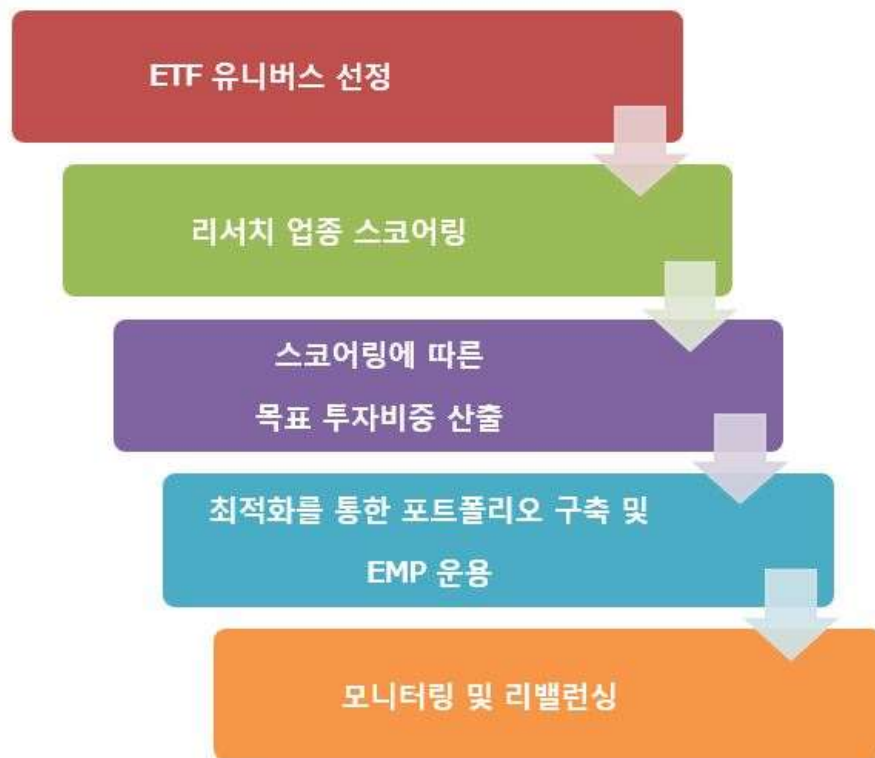 ETF 유니버스 선정
리서치 업종 스코어링
스코어링에 따른
목표 투자비중 산출
최적화를 통한 포트폴리오 구축 및
EMP 운용
모니터링 및 리밸런싱